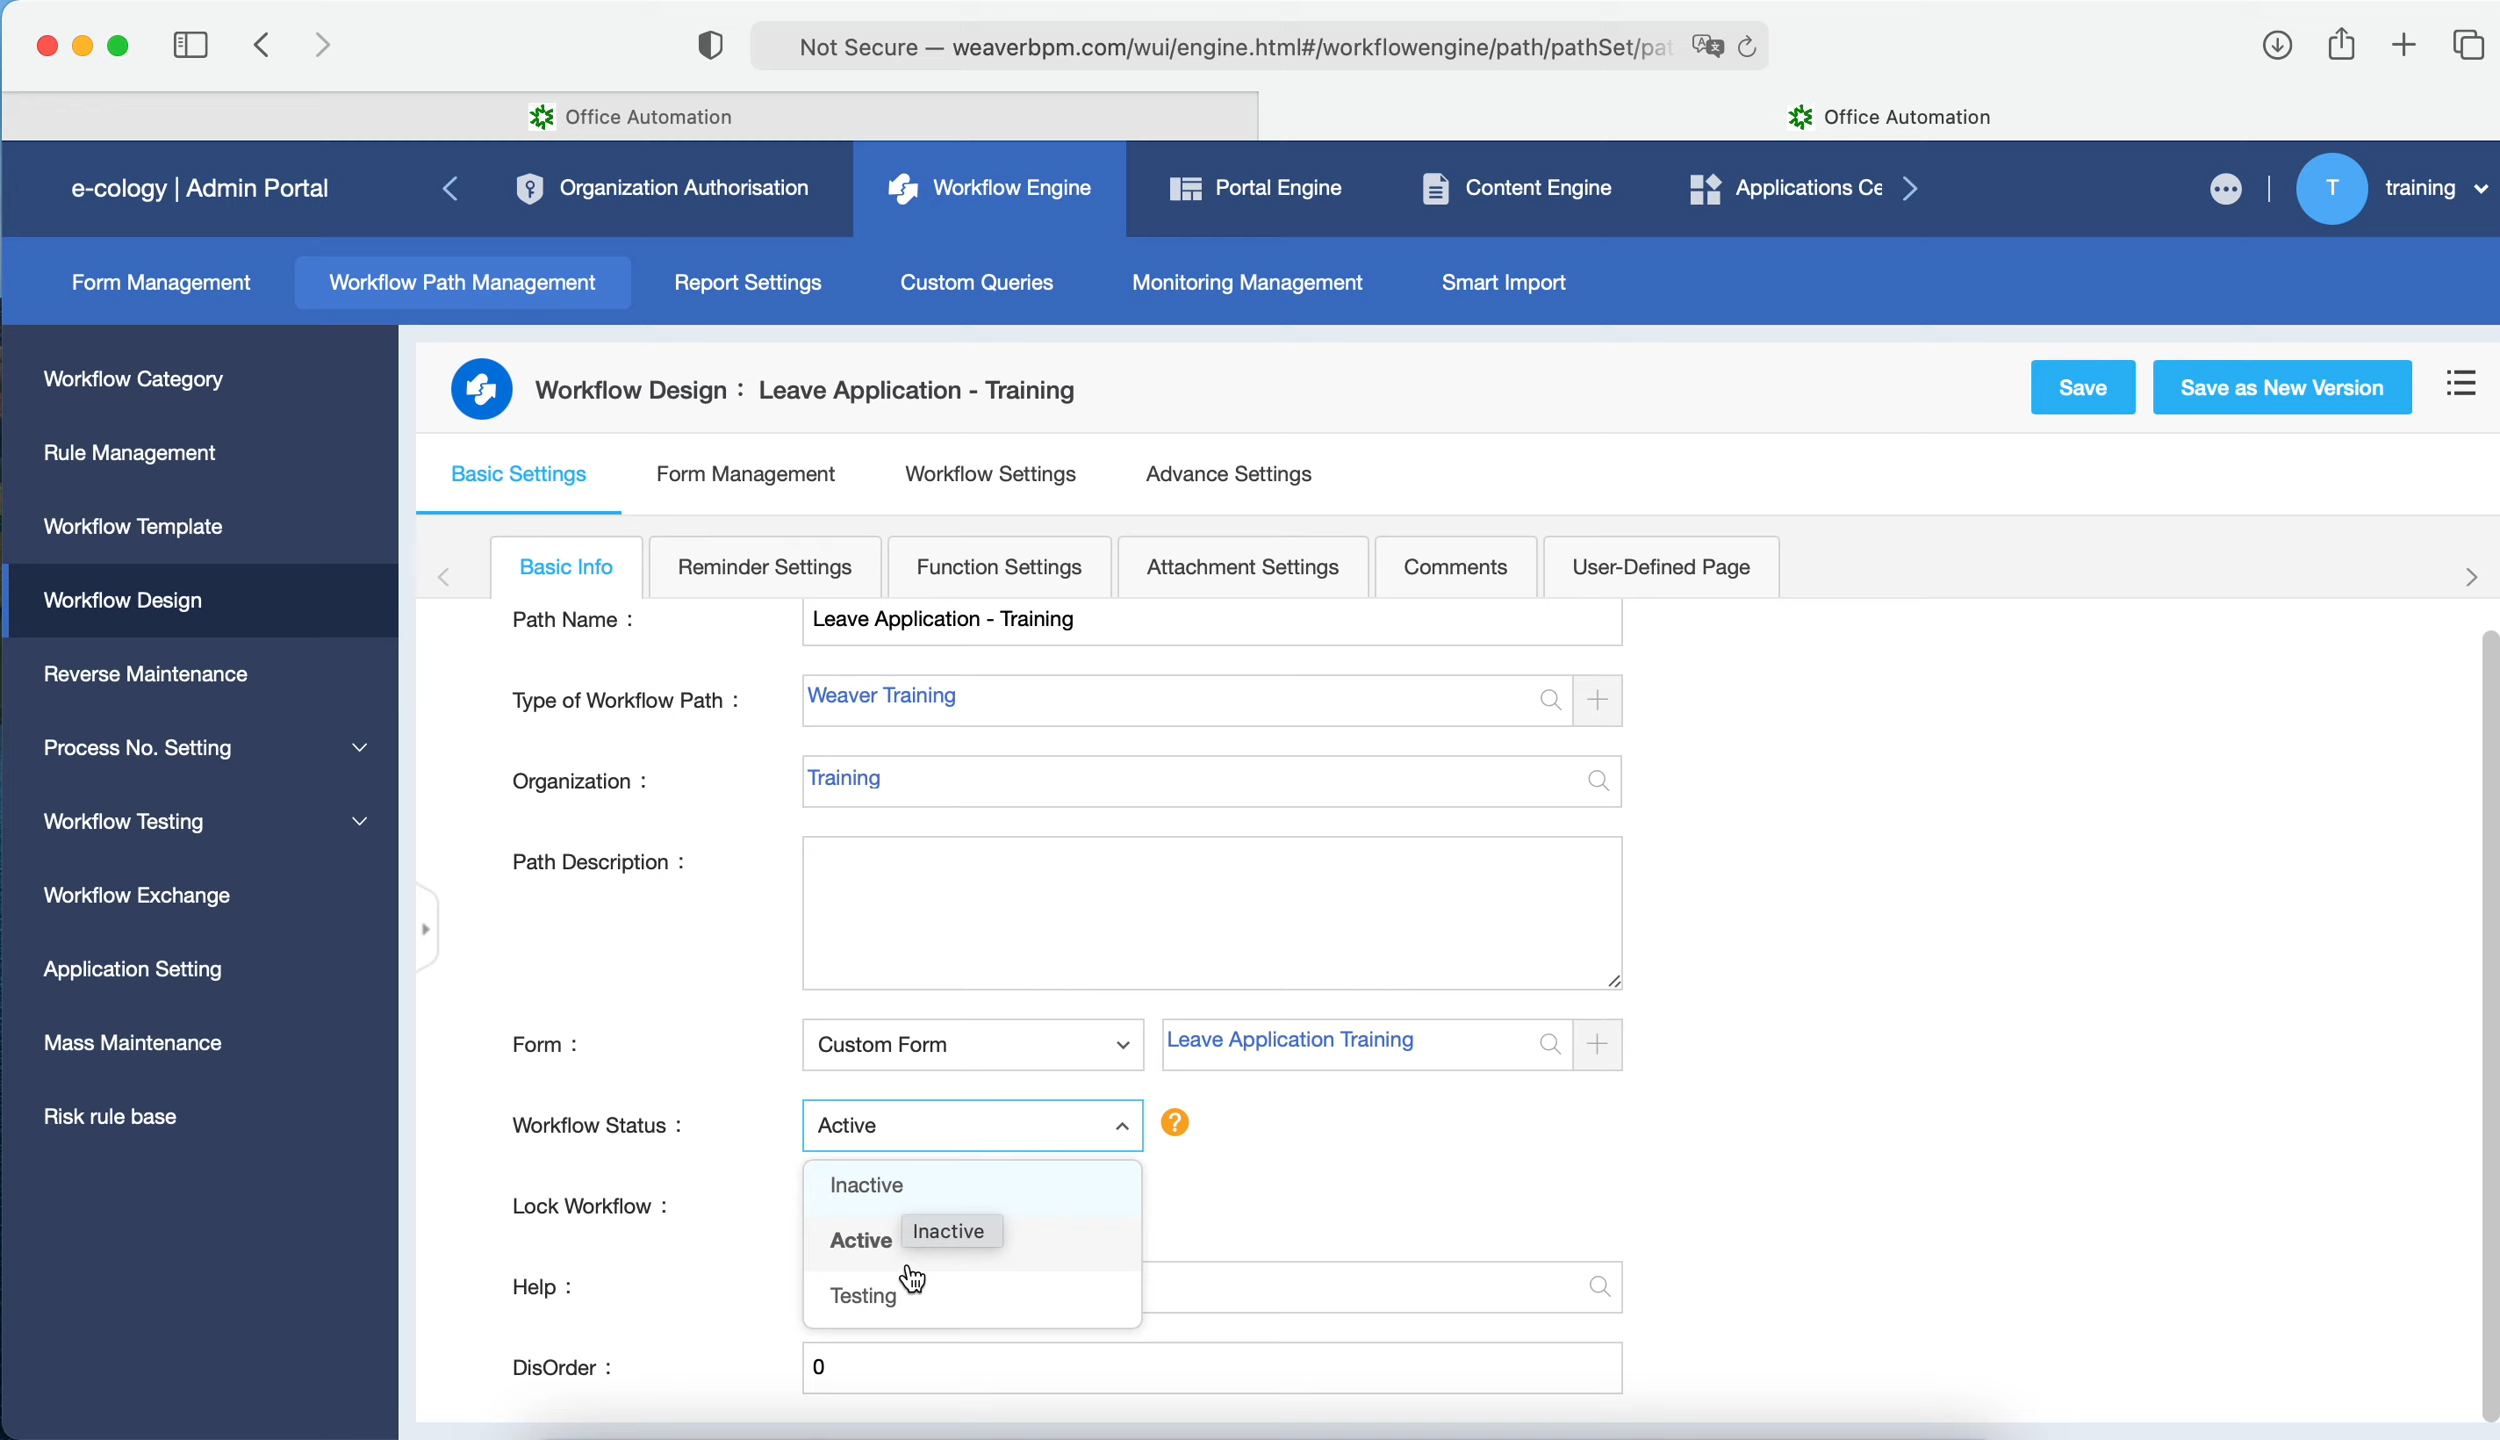 Not Secure — weaverbpm.com/wui/engine.html#/workflowengine/path/pathSet/pat
Office Automation
Office Automation
e-cology | Admin Portal
Organization Authorisation
Workflow Engine
Portal Engine
Content Engine
Applications Ce
T
training
Form Management
Workflow Path Management
Report Settings
Custom Queries
Monitoring Management
Smart Import
Workflow Category
Rule Management
Workflow Template
Workflow Design
Reverse Maintenance
Process No. Setting
Workflow Testing
Workflow Exchange
Application Setting
Mass Maintenance
Risk rule base
Workflow Design : Leave Application - Training
Save
Save as New Version
Basic Settings
Form Management
Workflow Settings
Advance Settings
Basic Info
Reminder Settings
Function Settings
Attachment Settings
Comments
User-Defined Page
Path Name : Leave Application - Training
Type of Workflow Path : Weaver Training
Organization : Training
Path Description :
Form : Custom Form Leave Application Training
Workflow Status : Active ?
Inactive
Lock Workflow :
Active Inactive
Help :
Testing
DisOrder : 0